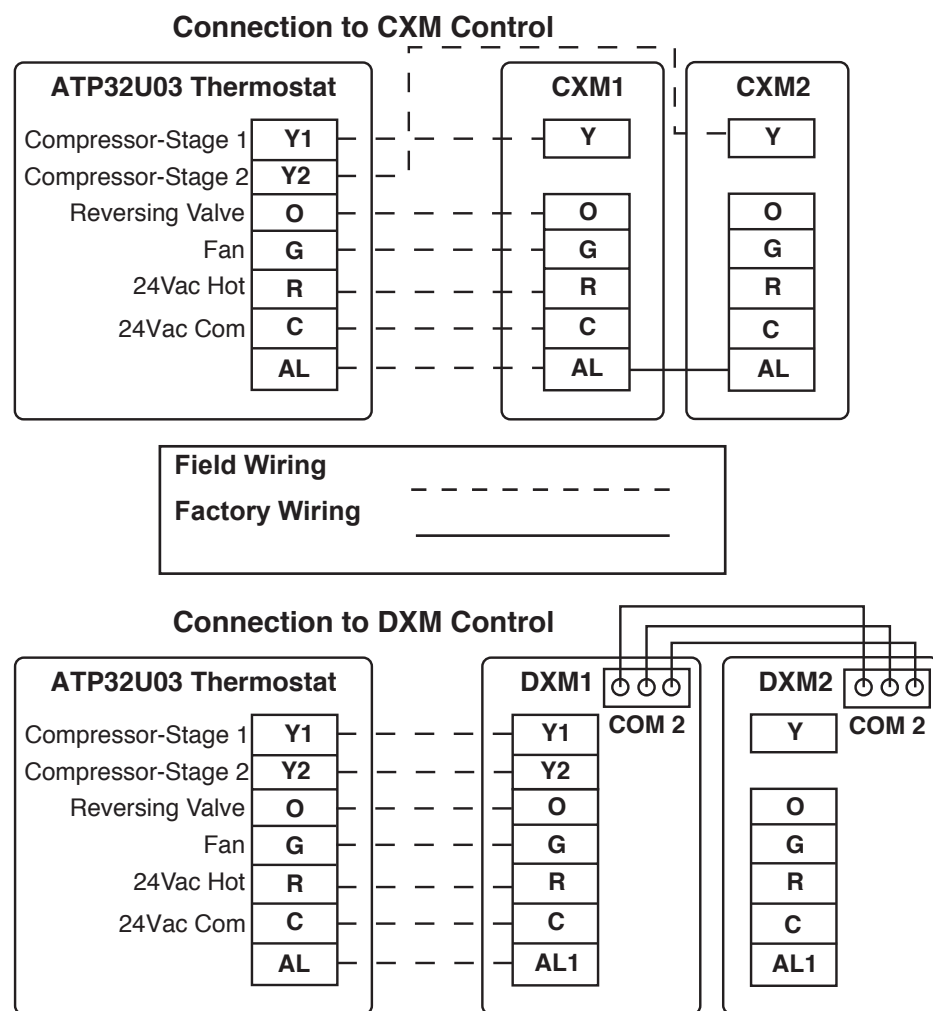 Connection to CXM Control
ATP32U03 Thermostat
CXM1
CXM2
Compressor-Stage 1 Y1 Y Y
Compressor-Stage 2 Y2
Reversing Valve O O O
Fan G G G
24Vac Hot R R R
24Vac Com C C C
AL AL AL
Field Wiring
Factory Wiring
Connection to DXM Control
ATP32U03 Thermostat
DXM1
DXM2
COM 2
COM 2
Compressor-Stage 1 Y1 Y1 Y
Compressor-Stage 2 Y2 Y2
Reversing Valve O O O
Fan G G G
24Vac Hot R R R
24Vac Com C C C
AL AL1 AL1